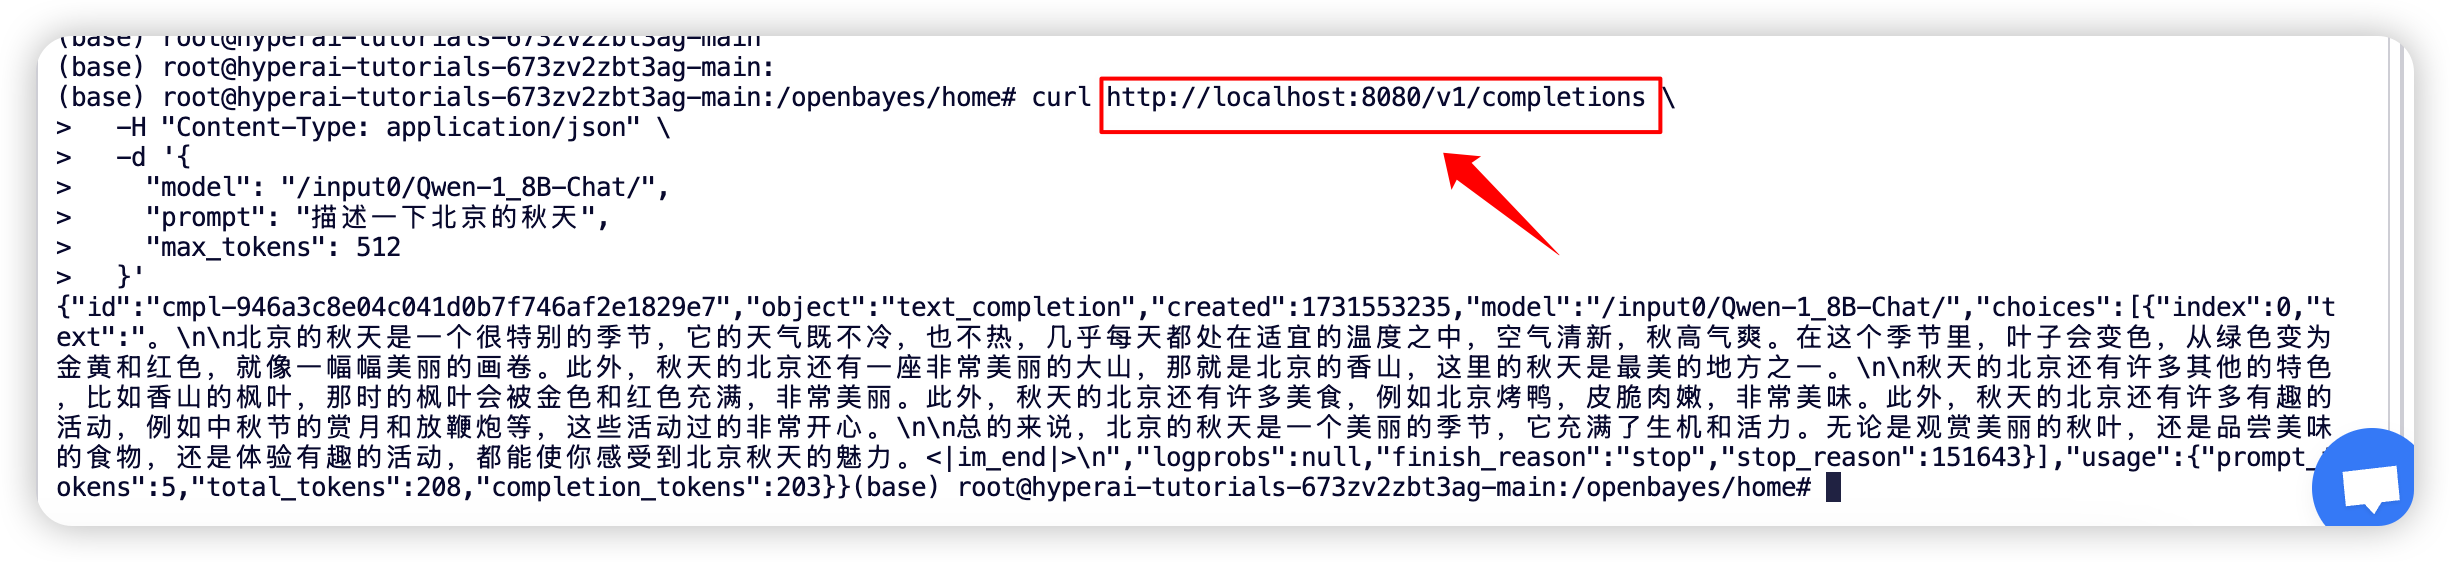 (base) root@hyperai-tutorials-673zv2zbt3ag-main
(base) root@hyperai-tutorials-673zv2zbt3ag-main:
(base) root@hyperai-tutorials-673zv2zbt3ag-main:/openbayes/home# curl http://localhost:8080/v1/completions \
>   -H "Content-Type: application/json" \
>   -d '{
>     "model": "/input0/Qwen-1_8B-Chat/",
>     "prompt": "描述一下北京的秋天",
>     "max_tokens": 512
>   }'
{"id":"cmpl-946a3c8e04c041d0b7f746af2e1829e7","object":"text_completion","created":1731553235,"model":"/input0/Qwen-1_8B-Chat/","choices":[{"index":0,"t
ext":"。\n\n北京的秋天是一个很特别的季节，它的天气既不冷，也不热，几乎每天都处在适宜的温度之中，空气清新，秋高气爽。在这个季节里，叶子会变色，从绿色变为
金黄和红色，就像一幅幅美丽的画卷。此外，秋天的北京还有一座非常美丽的大山，那就是北京的香山，这里的秋天是最美的地方之一。\n\n秋天的北京还有许多其他的特色
，比如香山的枫叶，那时的枫叶会被金色和红色充满，非常美丽。此外，秋天的北京还有许多美食，例如北京烤鸭，皮脆肉嫩，非常美味。此外，秋天的北京还有许多有趣的
活动，例如中秋节的赏月和放鞭炮等，这些活动过的非常开心。\n\n总的来说，北京的秋天是一个美丽的季节，它充满了生机和活力。无论是观赏美丽的秋叶，还是品尝美味
的食物，还是体验有趣的活动，都能使你感受到北京秋天的魅力。<|im_end|>\n","logprobs":null,"finish_reason":"stop","stop_reason":151643}],"usage":{"prompt_
okens":5,"total_tokens":208,"completion_tokens":203}}(base) root@hyperai-tutorials-673zv2zbt3ag-main:/openbayes/home#